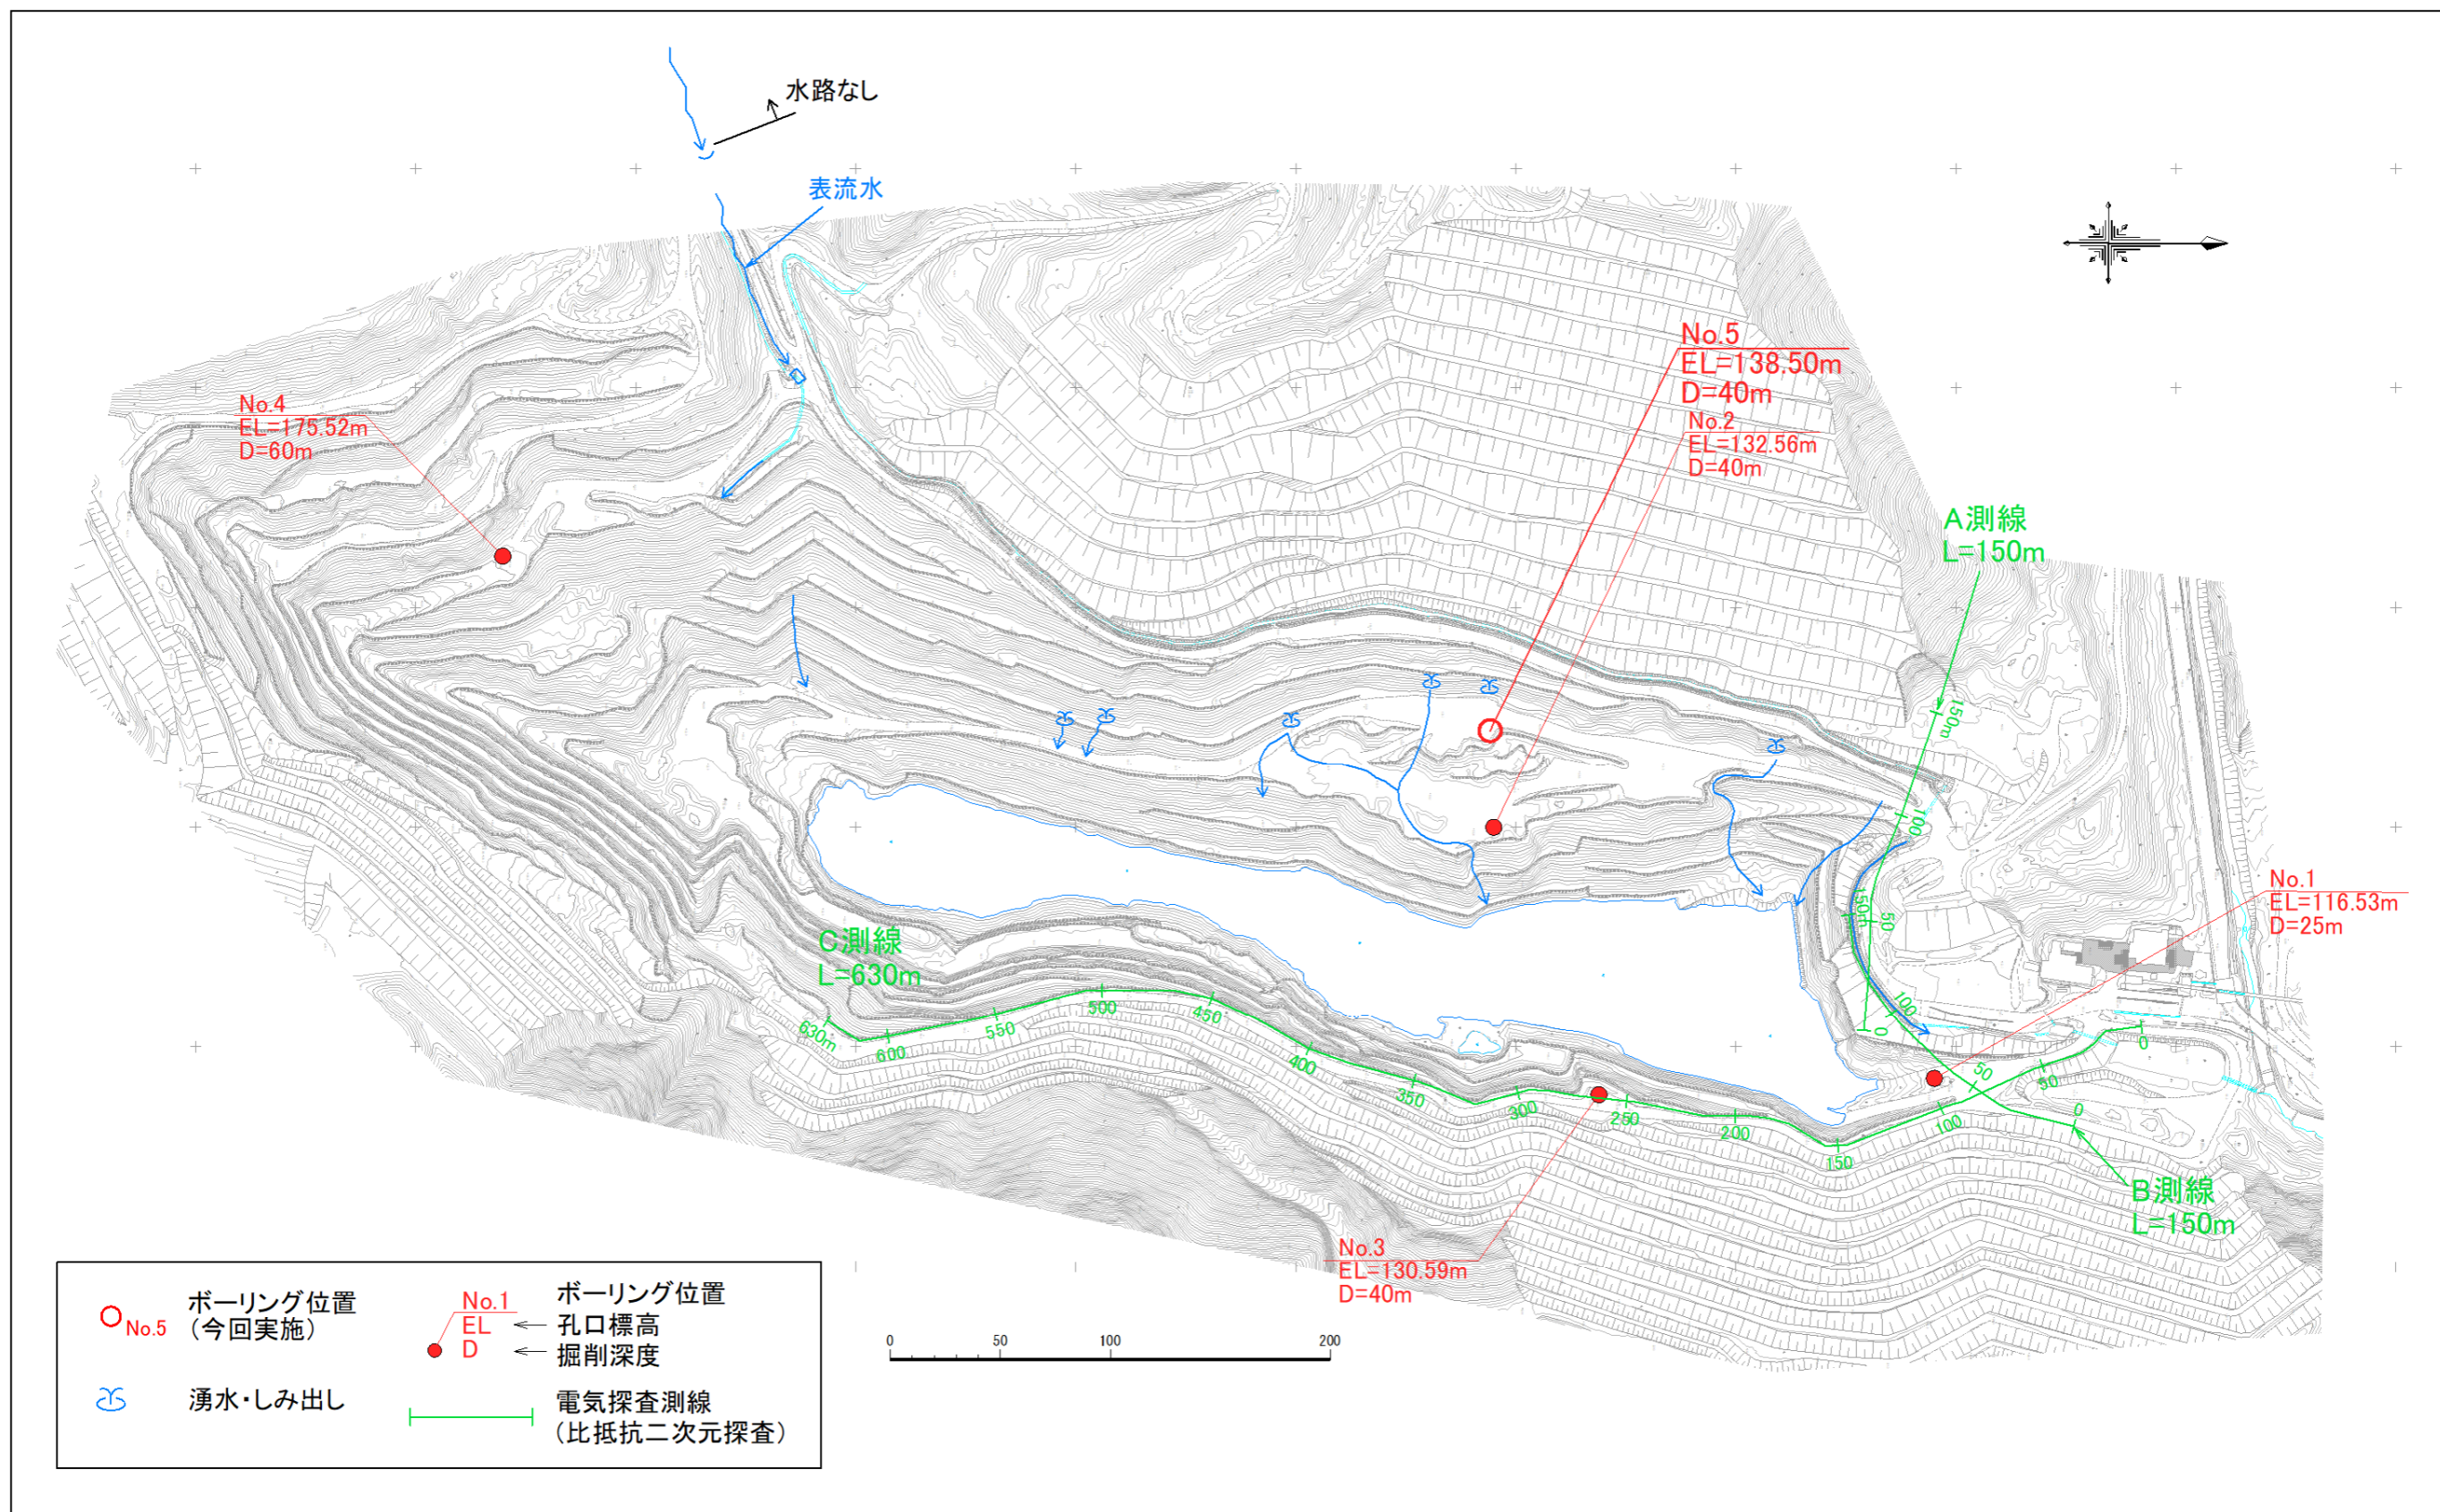 水路なし
表流水
No.5
EL=138.50m
D=40m
No.2
EL=132.56m
D=40m
No.4
EL=175.52m
D=60m
A測線
L=150m
150m
100
50
0
No.1
EL=116.53m
D=25m
C測線
L=630m
630m
600
550
500
450
400
350
300
250
200
150
100
50
0
150m
100
50
0
B測線
L=150m
No.3
EL=130.59m
D=40m
No.5
ボーリング位置
(今回実施)
No.1
EL
D
ボーリング位置
孔口標高
掘削深度
湧水・しみ出し
電気探査測線
(比抵抗二次元探査)
0
50
100
200